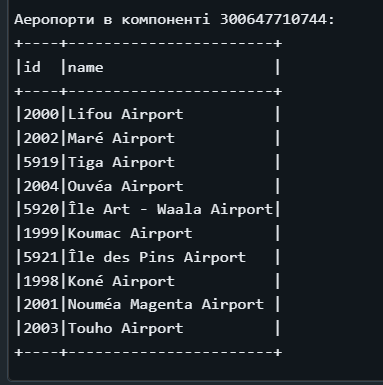 Аеропорти в компоненті 300647710744:
+----+-----------------------+
|id  |name                   |
+----+-----------------------+
|2000|Lifou Airport          |
|2002|Maré Airport           |
|5919|Tiga Airport           |
|2004|Ouvéa Airport          |
|5920|Île Art - Waala Airport|
|1999|Koumac Airport         |
|5921|Île des Pins Airport   |
|1998|Koné Airport           |
|2001|Nouméa Magenta Airport |
|2003|Touho Airport          |
+----+-----------------------+